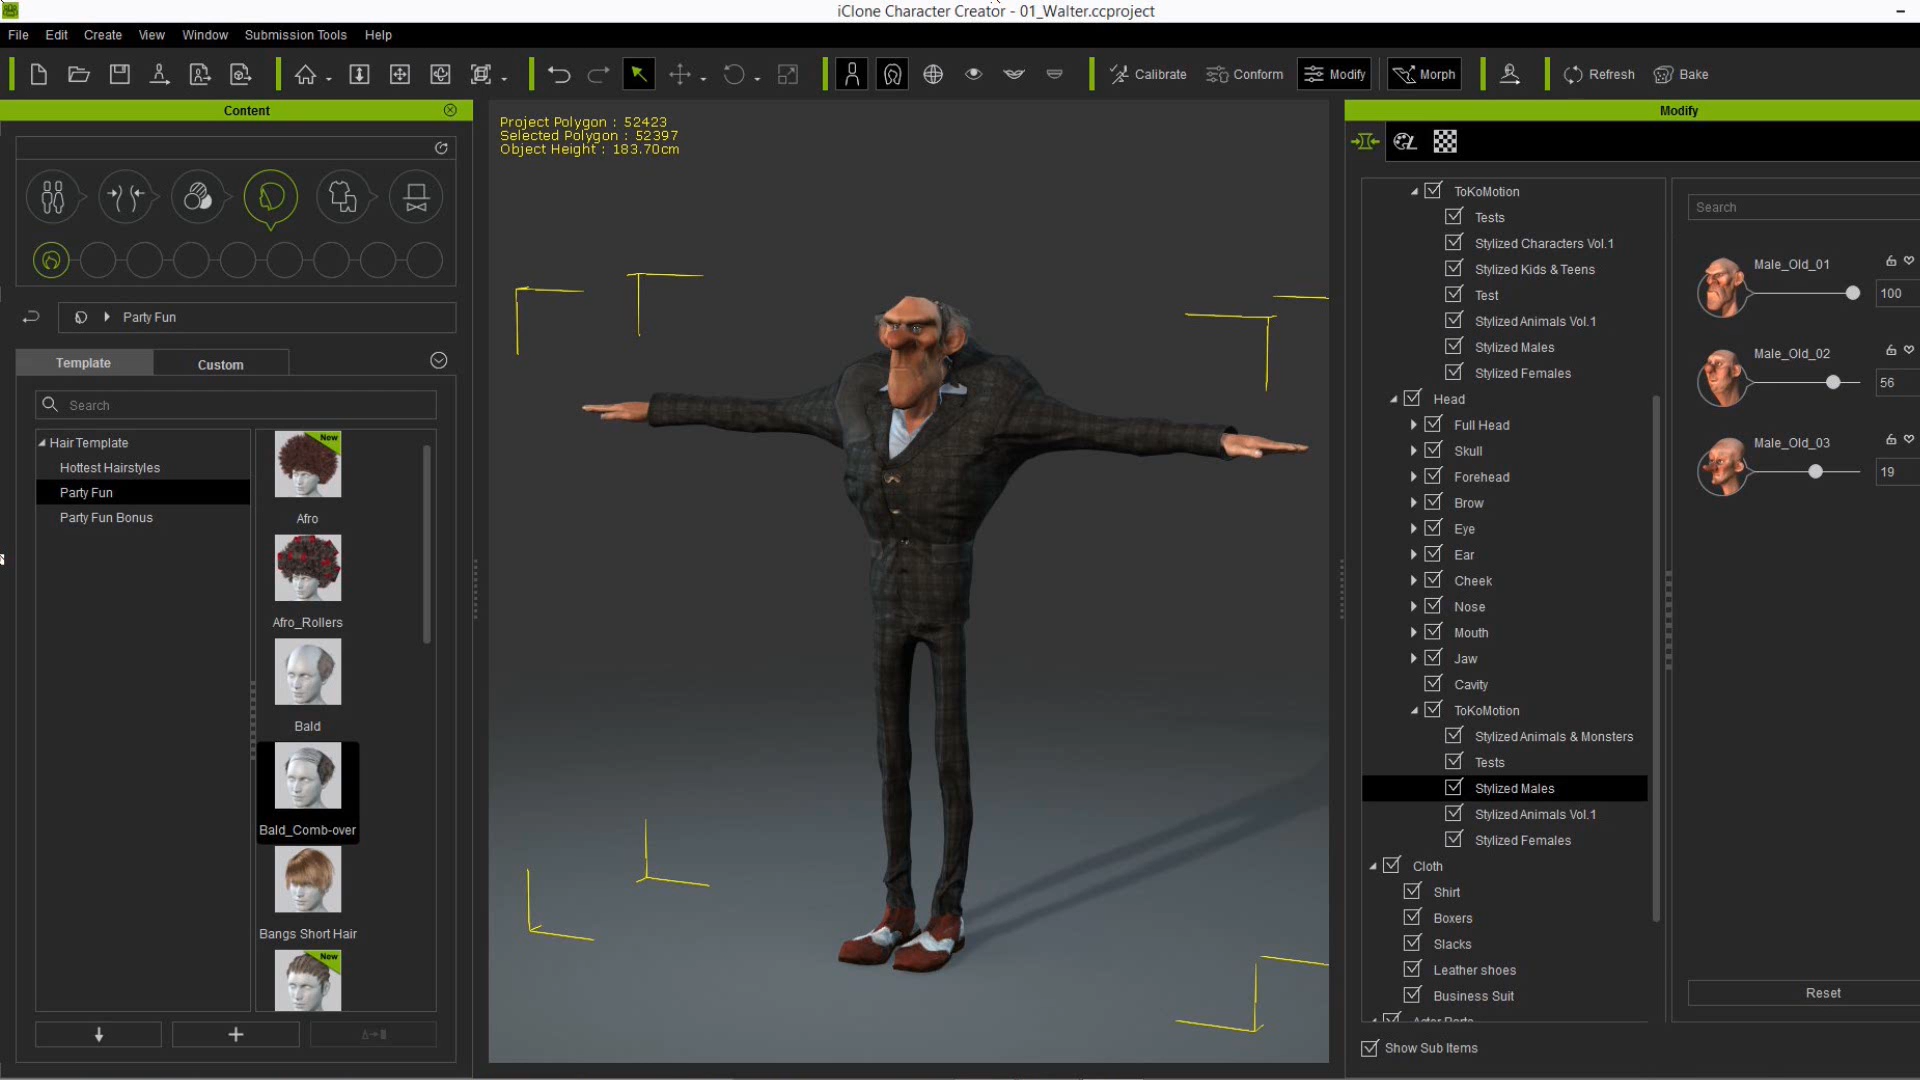 iClone Character Creator - 01_Walter.ccproject
File Edit Create View Window Submission Tools Help
Calibrate Conform Modify Morph Refresh Bake
Content
Party Fun
Template Custom
Search
Hair Template
Hottest Hairstyles
Party Fun
Party Fun Bonus
New
Afro
Afro_Rollers
Bald
Bald_Comb-over
Bangs Short Hair
New
Project Polygon : 52423
Selected Polygon : 52397
Object Height : 183.70cm
Modify
ToKoMotion
Tests
Stylized Characters Vol.1
Stylized Kids & Teens
Test
Stylized Animals Vol.1
Stylized Males
Stylized Females
Head
Full Head
Skull
Forehead
Brow
Eye
Ear
Cheek
Nose
Mouth
Jaw
Cavity
ToKoMotion
Stylized Animals & Monsters
Tests
Stylized Males
Stylized Animals Vol.1
Stylized Females
Cloth
Shirt
Boxers
Slacks
Leather shoes
Business Suit
Show Sub Items
Search
Male_Old_01
100
Male_Old_02
56
Male_Old_03
19
Reset